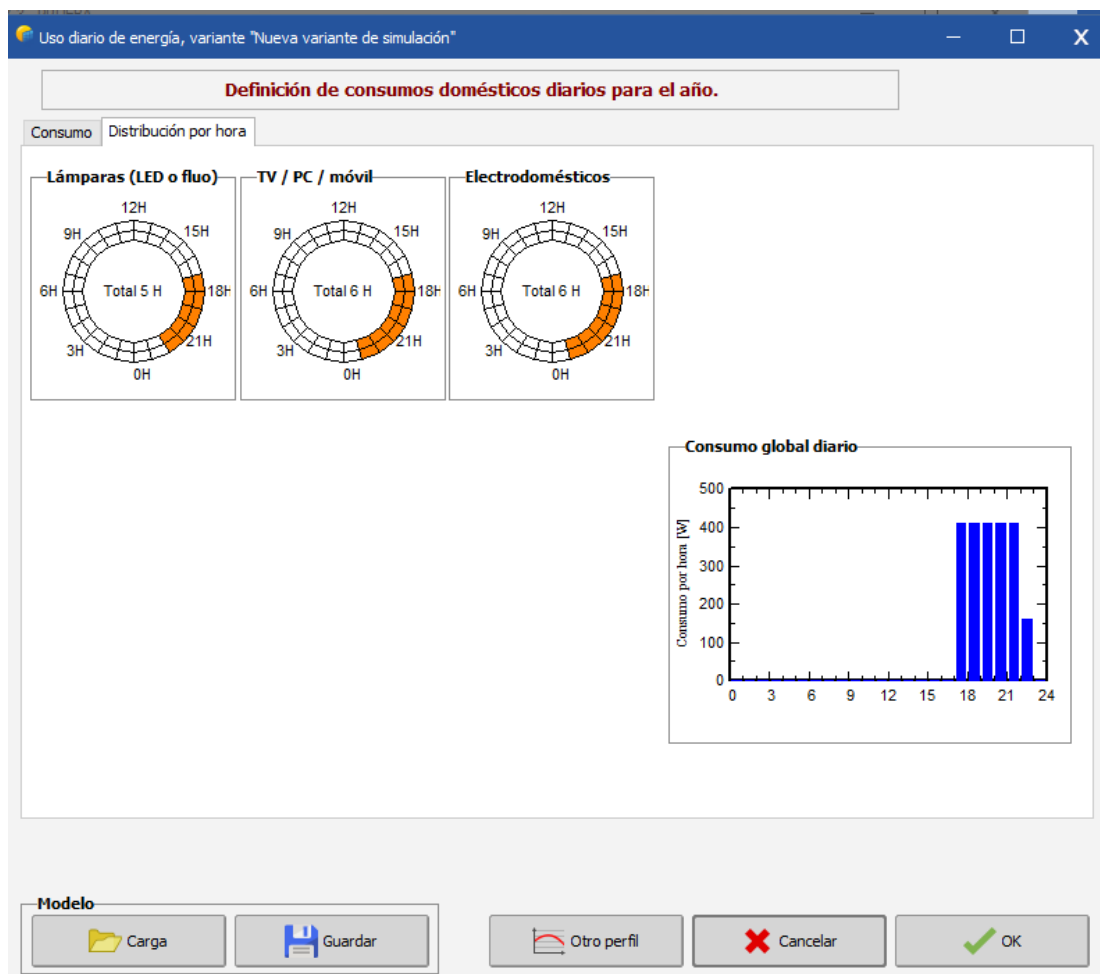 Uso diario de energía, variante "Nueva variante de simulación"
Definición de consumos domésticos diarios para el año.
Consumo
Distribución por hora
Lámparas (LED o fluo)
12H
9H
15H
6H
Total 5 H
18H
3H
21H
0H
TV / PC / móvil
12H
9H
15H
6H
Total 6 H
18H
3H
21H
0H
Electrodomésticos
12H
9H
15H
6H
Total 6 H
18H
3H
21H
0H
Consumo global diario
Consumo por hora [W]
500
400
300
200
100
0
0 3 6 9 12 15 18 21 24
Modelo
Carga
Guardar
Otro perfil
Cancelar
OK